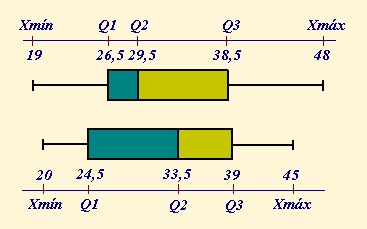 Xmín Q1 Q2 Q3 Xmáx
19 26,5 29,5 38,5 48
20 24,5 33,5 39 45
Xmín Q1 Q2 Q3 Xmáx